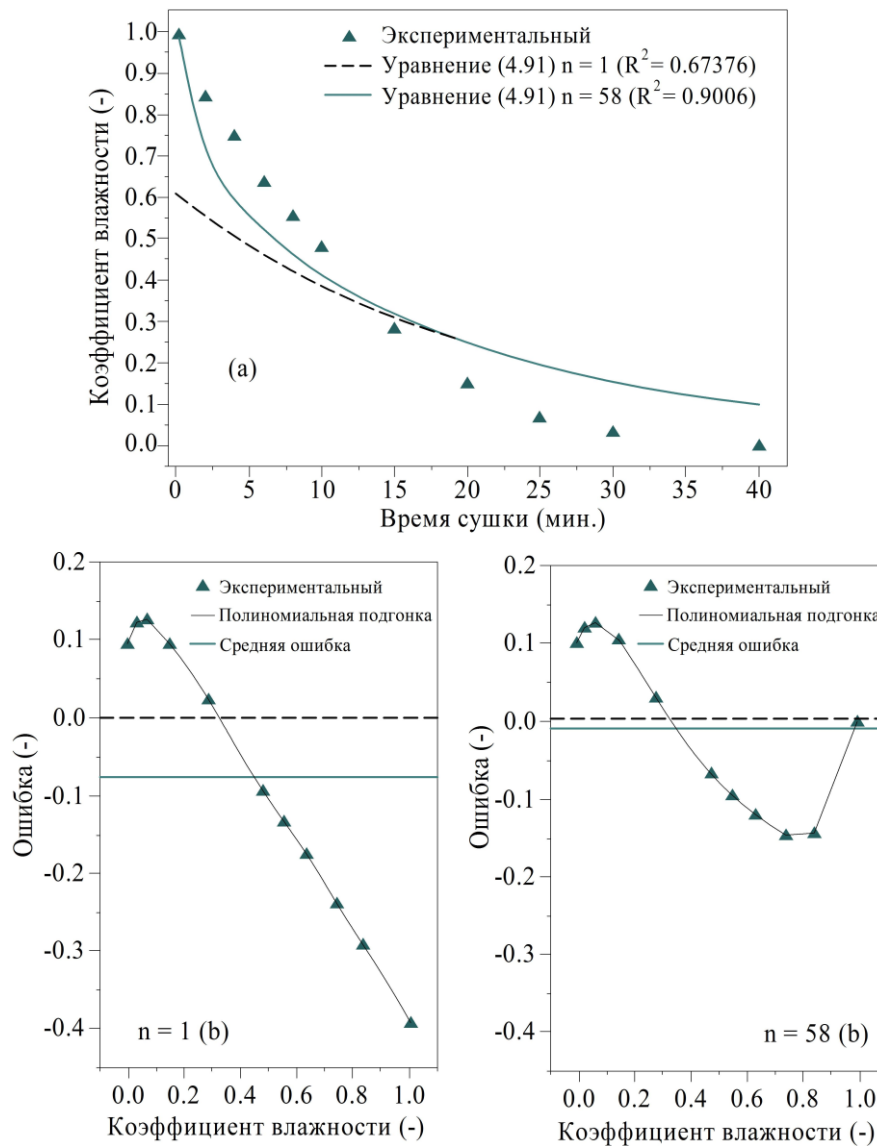 Экспериментальный
Уравнение (4.91) n = 1 (R² = 0.67376)
Уравнение (4.91) n = 58 (R² = 0.9006)
Коэффициент влажности (-)
1.0
0.9
0.8
0.7
0.6
0.5
0.4
0.3
0.2
0.1
0.0
(a)
0 5 10 15 20 25 30 35 40
Время сушки (мин.)
Экспериментальный
Полиномиальная подгонка
Средняя ошибка
Ошибка (-)
0.2
0.1
0.0
-0.1
-0.2
-0.3
-0.4
n = 1 (b)
0.0 0.2 0.4 0.6 0.8 1.0
Коэффициент влажности (-)
Экспериментальный
Полиномиальная подгонка
Средняя ошибка
Ошибка (-)
0.2
0.1
0.0
-0.1
-0.2
-0.3
-0.4
n = 58 (b)
0.0 0.2 0.4 0.6 0.8 1.0
Коэффициент влажности (-)